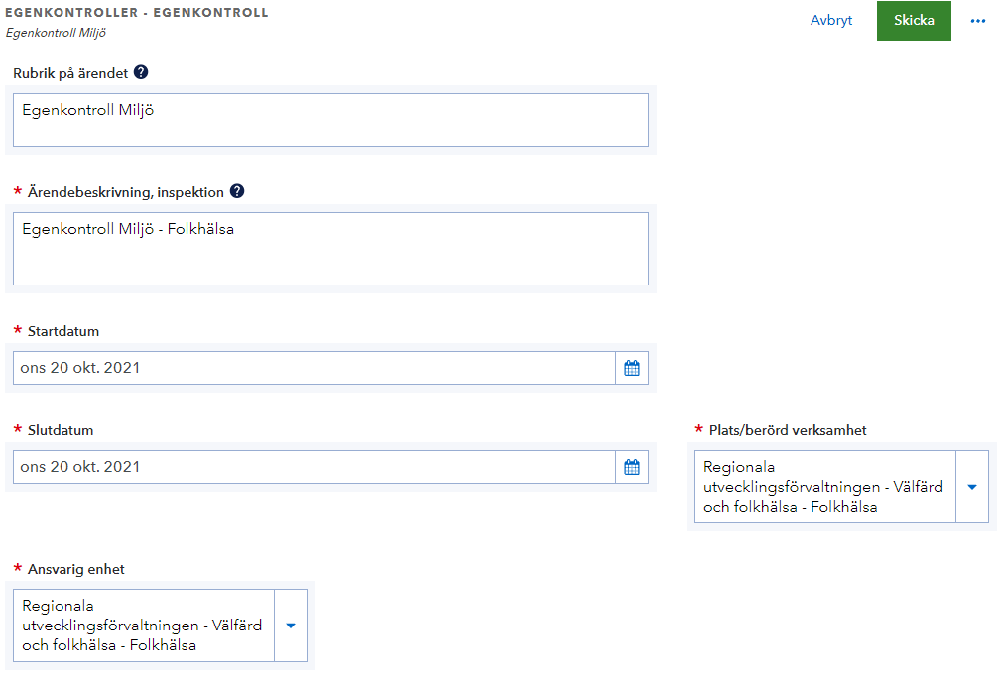 EGENKONTROLLER - EGENKONTROLL
Egenkontroll Miljö
Avbryt
Skicka
Rubrik på ärendet
Egenkontroll Miljö
* Ärendebeskrivning, inspektion
Egenkontroll Miljö - Folkhälsa
* Startdatum
ons 20 okt. 2021
* Slutdatum
ons 20 okt. 2021
* Plats/berörd verksamhet
Regionala
utvecklingsförvaltningen - Välfärd
och folkhälsa - Folkhälsa
* Ansvarig enhet
Regionala
utvecklingsförvaltningen - Välfärd
och folkhälsa - Folkhälsa